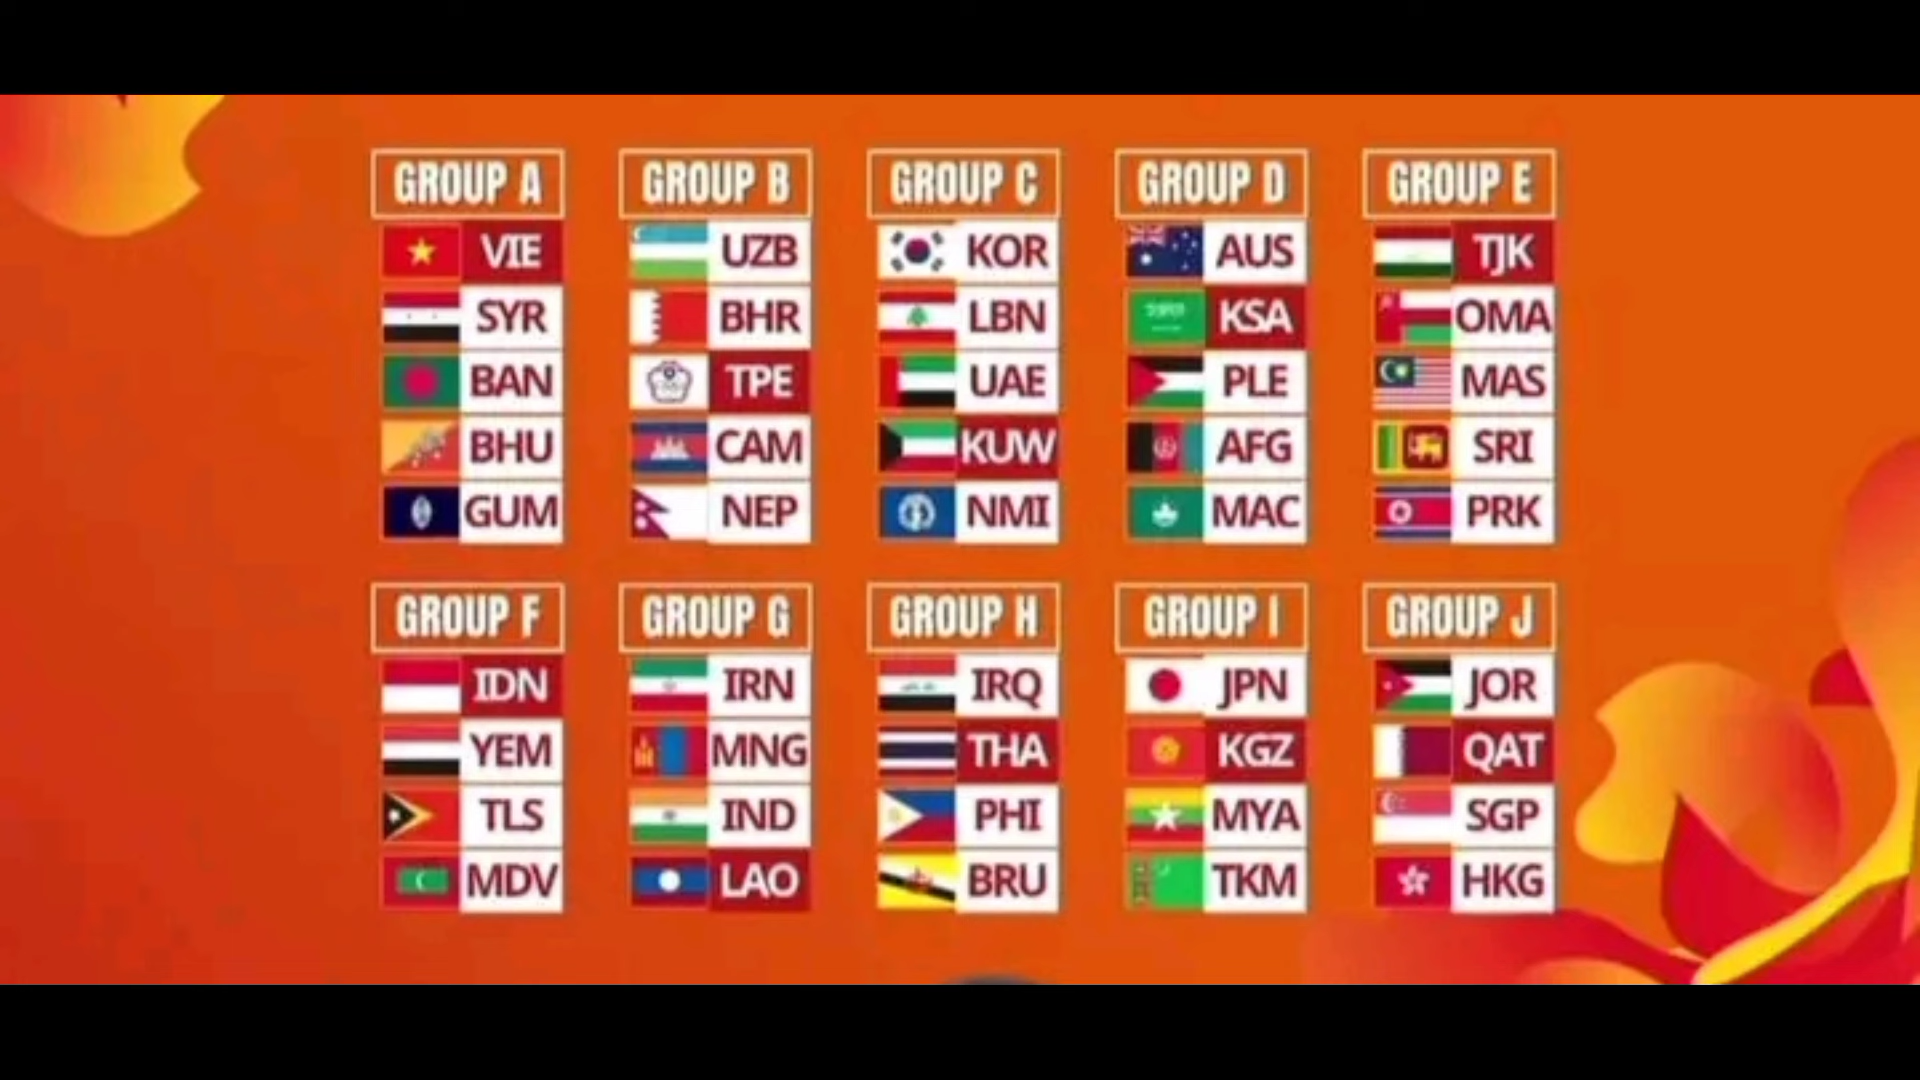 GROUP A
VIE
SYR
BAN
BHU
GUM
GROUP B
UZB
BHR
TPE
CAM
NEP
GROUP C
KOR
LBN
UAE
KUW
NMI
GROUP D
AUS
KSA
PLE
AFG
MAC
GROUP E
TJK
OMA
MAS
SRI
PRK
GROUP F
IDN
YEM
TLS
MDV
GROUP G
IRN
MNG
IND
LAO
GROUP H
IRQ
THA
PHI
BRU
GROUP I
JPN
KGZ
MYA
TKM
GROUP J
JOR
QAT
SGP
HKG